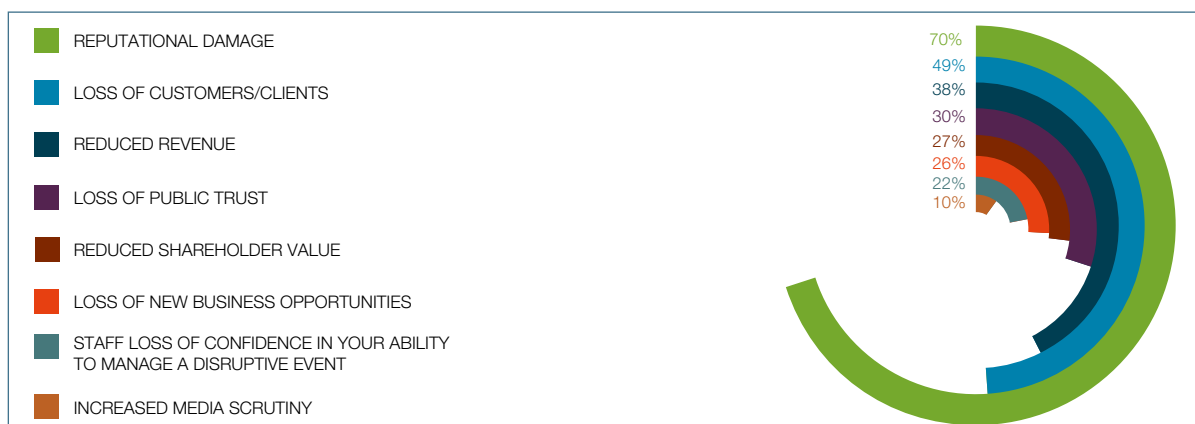 REPUTATIONAL DAMAGE
LOSS OF CUSTOMERS/CLIENTS
REDUCED REVENUE
LOSS OF PUBLIC TRUST
REDUCED SHAREHOLDER VALUE
LOSS OF NEW BUSINESS OPPORTUNITIES
STAFF LOSS OF CONFIDENCE IN YOUR ABILITY
TO MANAGE A DISRUPTIVE EVENT
INCREASED MEDIA SCRUTINY
70%
49%
38%
30%
27%
26%
22%
10%